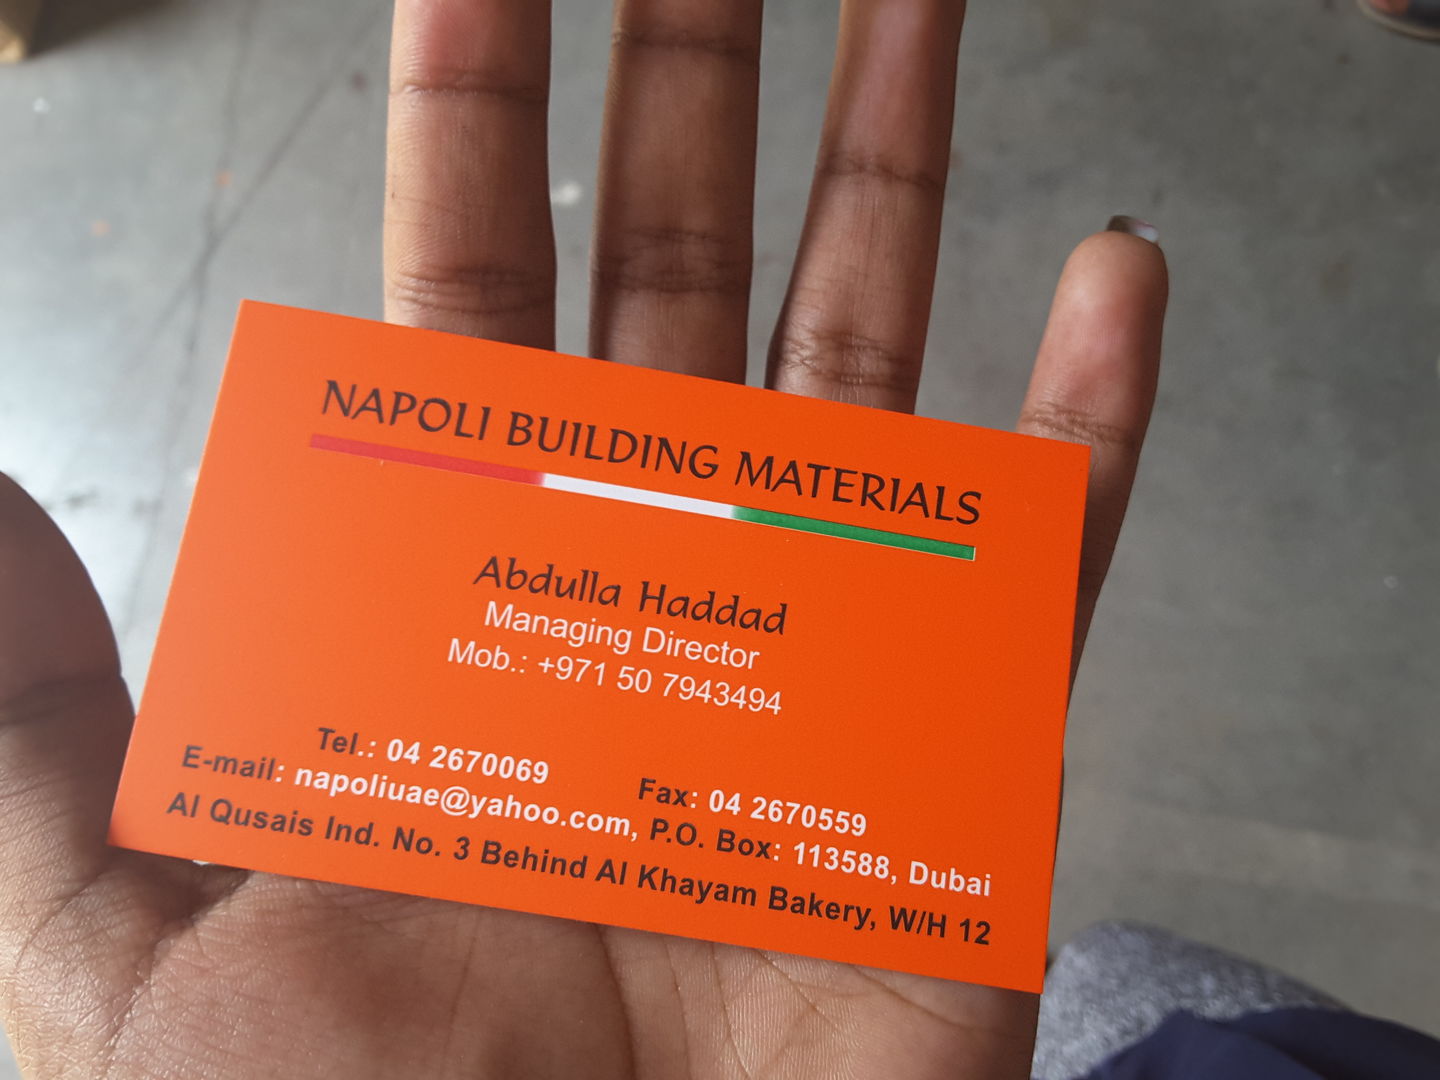 NAPOLI BUILDING MATERIALS
Abdulla Haddad
Managing Director
Mob.: +971 50 7943494
Tel.: 04 2670069 Fax: 04 2670559
E-mail: napoliuae@yahoo.com, P.O. Box: 113588, Dubai
Al Qusais Ind. No. 3 Behind Al Khayam Bakery, W/H 12